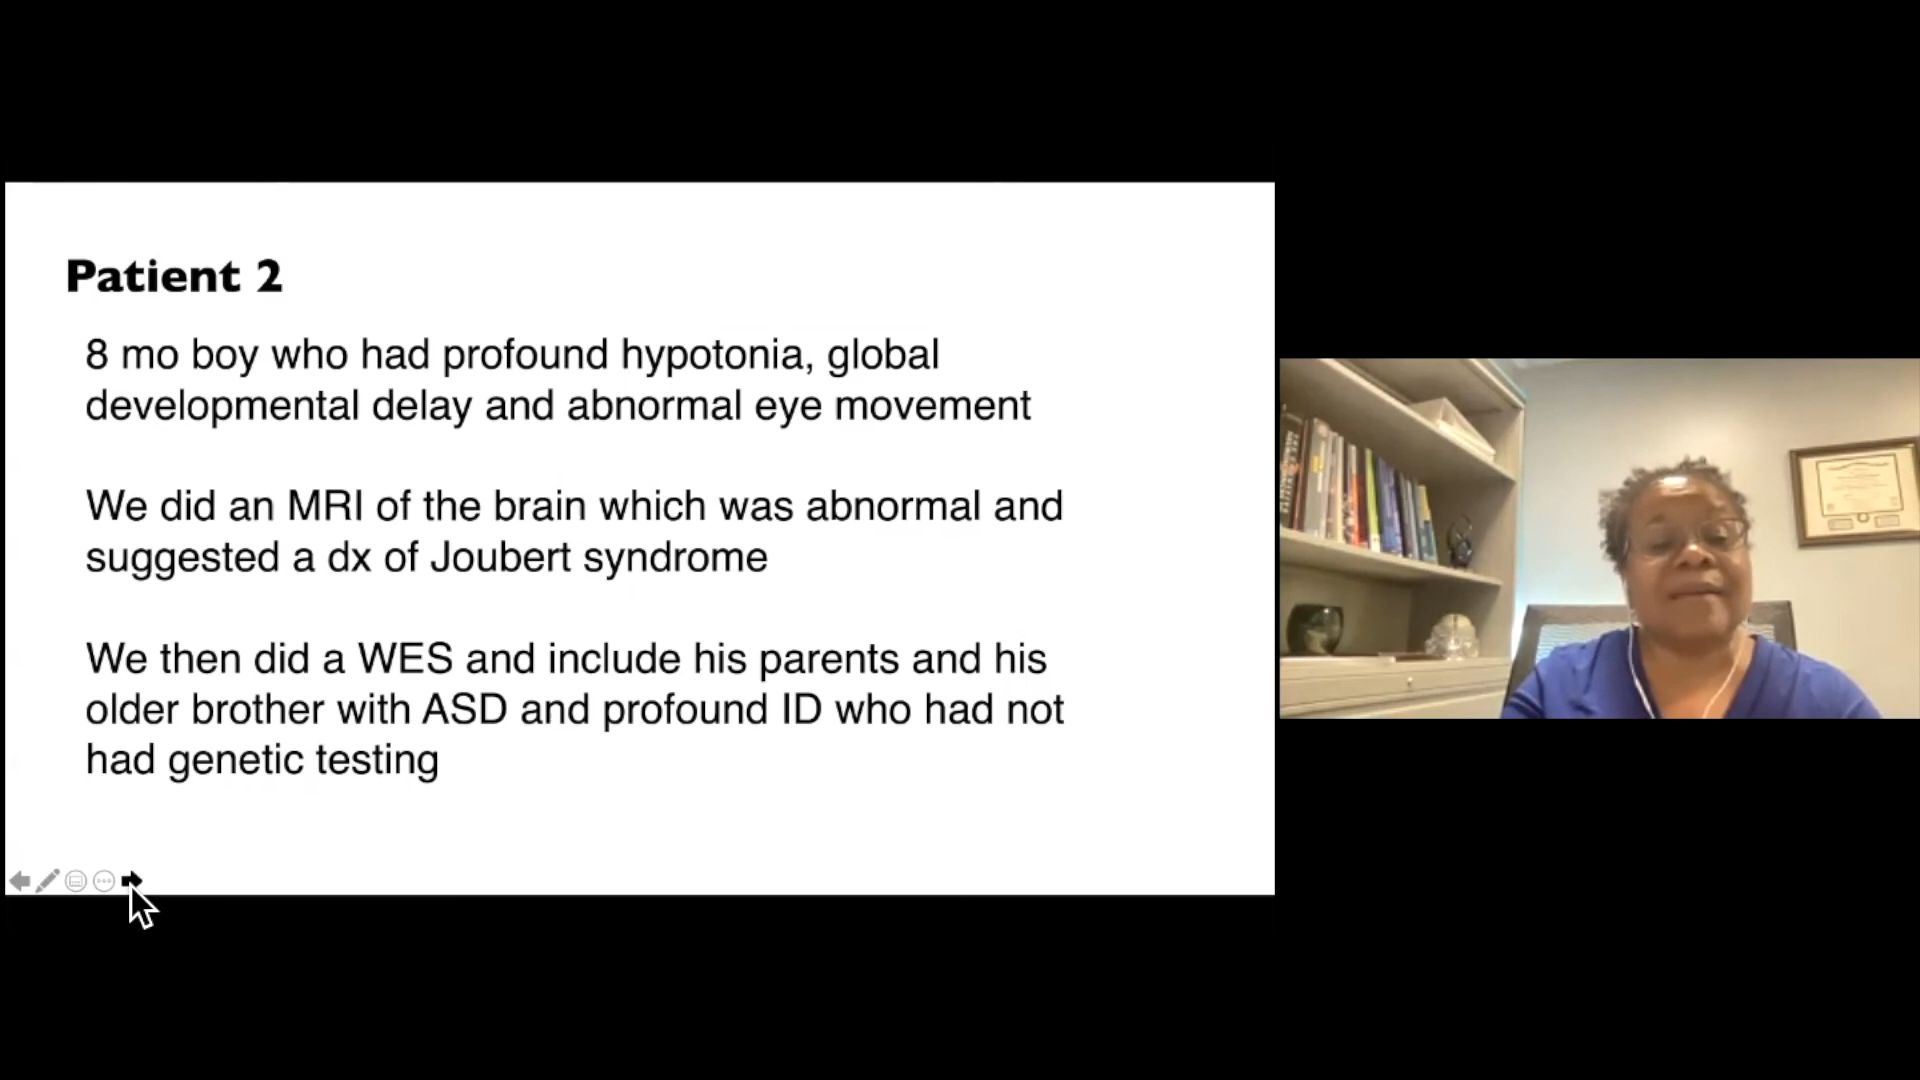 Patient 2
8 mo boy who had profound hypotonia, global
developmental delay and abnormal eye movement
We did an MRI of the brain which was abnormal and
suggested a dx of Joubert syndrome
We then did a WES and include his parents and his
older brother with ASD and profound ID who had not
had genetic testing